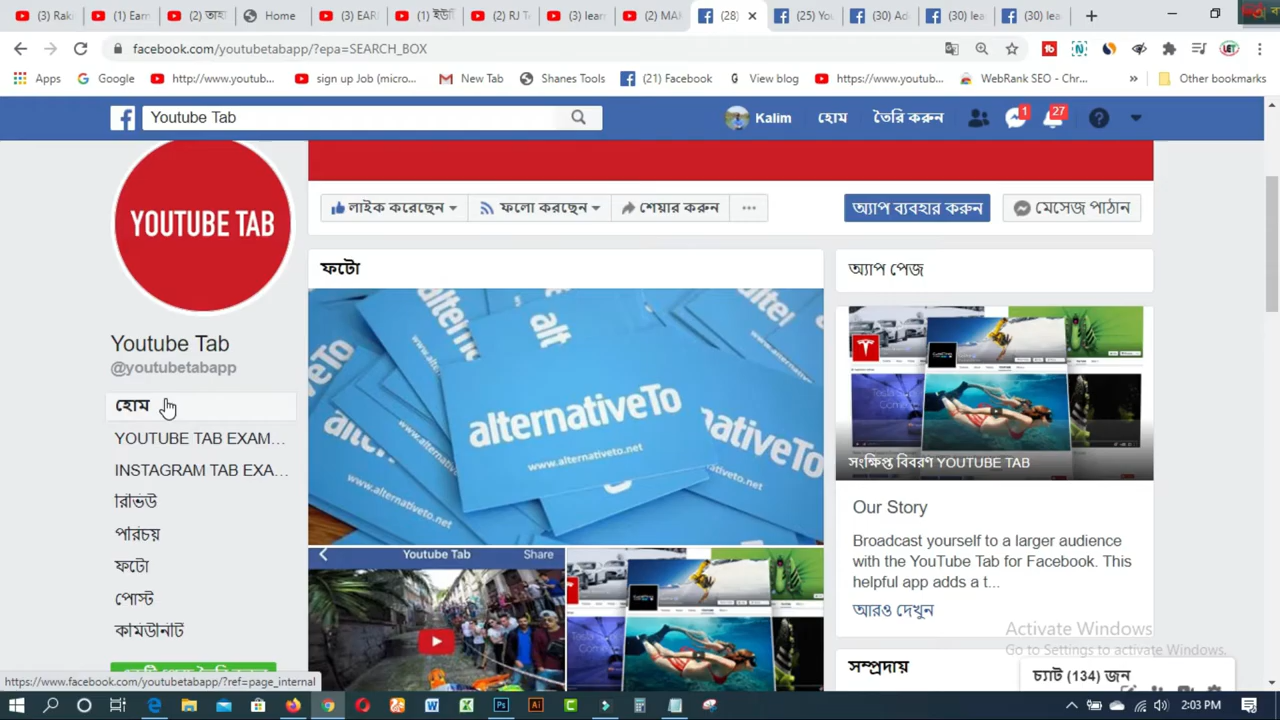 (3) Rak
(1) Earn
(2) তাহ
Home
(3) EAR
(1) ইউটি
(2) RJ T
lear
(2) MA
(28)
(25) You
(30) Ad
(30) lea
(30) lea
facebook.com/youtubetabapp/?epa=SEARCH_BOX
Apps
Google
http://www.youtub...
sign up Job (micro...
New Tab
Shanes Tools
(21) Facebook
View blog
https://www.youtub...
WebRank SEO - Chr...
»
Other bookmarks
Youtube Tab
Kalim
হোম
তৈরি করুন
1
27
YOUTUBE TAB
লাইক করেছেন
ফলো করছেন
শেয়ার করুন
...
অ্যাপ ব্যবহার করুন
মেসেজ পাঠান
ফটো
অ্যাপ পেজ
alternativeTo
www.alternativeto.net
Youtube Tab
Share
সংক্ষিপ্ত বিবরণ YOUTUBE TAB
Our Story
Broadcast yourself to a larger audience
with the YouTube Tab for Facebook. This
helpful app adds a t...
আরও দেখুন
সম্প্রদায়
Youtube Tab
@youtubetabapp
হোম
YOUTUBE TAB EXAM...
INSTAGRAM TAB EXA...
রিভিউ
পরিচয়
ফটো
পোস্ট
কমিউনিটি
Activate Windows
Go to Settings to activate Windows.
চ্যাট (134) জন
https://www.facebook.com/youtubetabapp/?ref=page_internal
2:03 PM